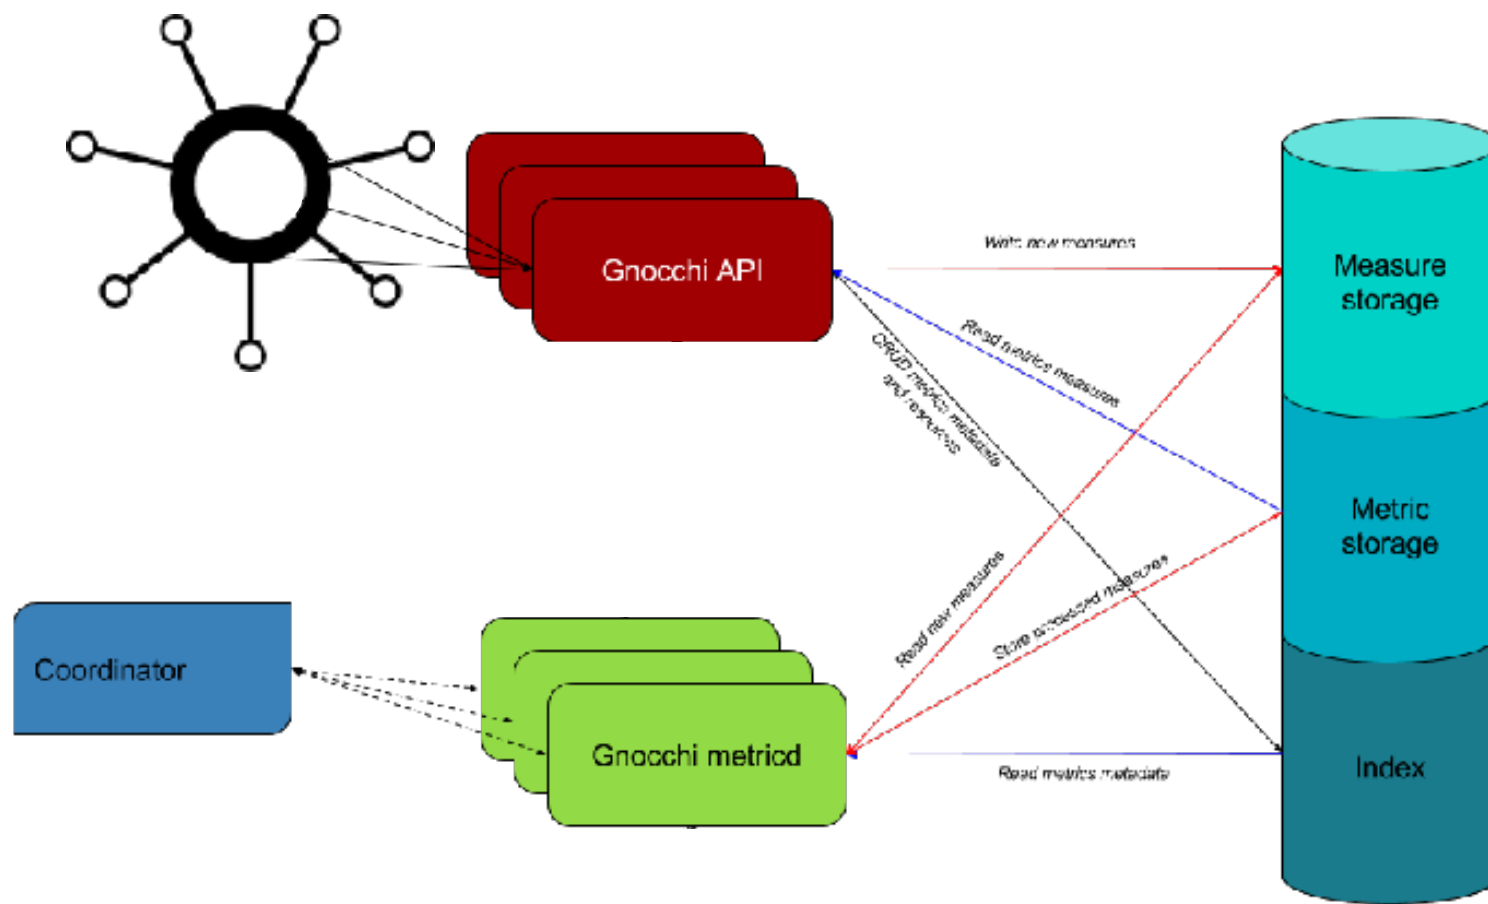 Write new measures
Gnocchi API
Measure
storage
Read metrics measures
CRUD metrics metadata
and resources
Metric
storage
Read new measures
Store processed measures
Coordinator
Gnocchi metricd
Read metrics metadata
Index